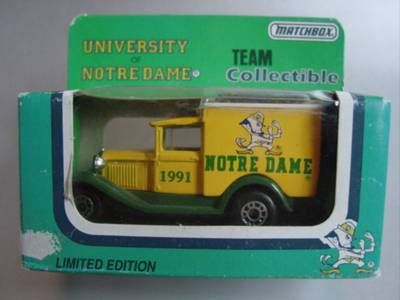 MATCHBOX
UNIVERSITY
OF
NOTRE DAME®
TEAM
Collectible
NOTRE DAME
1991
LIMITED EDITION